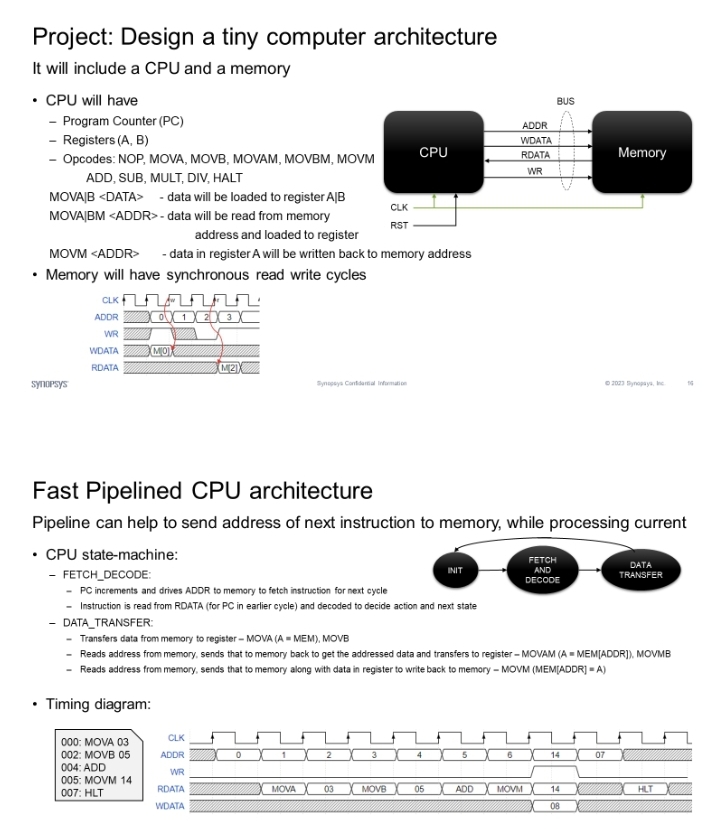 Project: Design a tiny computer architecture
It will include a CPU and a memory
• CPU will have
– Program Counter (PC)
– Registers (A, B)
– Opcodes: NOP, MOVA, MOVB, MOVAM, MOVBM, MOVM
ADD, SUB, MULT, DIV, HALT
MOVA|B <DATA> - data will be loaded to register A|B
MOVA|BM <ADDR> - data will be read from memory
address and loaded to register
MOVM <ADDR> - data in register A will be written back to memory address
BUS
CPU
ADDR
WDATA
RDATA
WR
Memory
CLK
RST
• Memory will have synchronous read write cycles
CLK w r
ADDR 0 1 2 3
WR
WDATA M[0]
RDATA M[2]
SYNOPSYS Synopsys Confidential Information © 2023 Synopsys, Inc. 16
Fast Pipelined CPU architecture
Pipeline can help to send address of next instruction to memory, while processing current
• CPU state-machine:
– FETCH_DECODE:
– PC increments and drives ADDR to memory to fetch instruction for next cycle
– Instruction is read from RDATA (for PC in earlier cycle) and decoded to decide action and next state
– DATA_TRANSFER:
– Transfers data from memory to register – MOVA (A = MEM), MOVB
– Reads address from memory, sends that to memory back to get the addressed data and transfers to register – MOVAM (A = MEM[ADDR]), MOVMB
– Reads address from memory, sends that to memory along with data in register to write back to memory – MOVM (MEM[ADDR] = A)
INIT
FETCH
AND
DECODE
DATA
TRANSFER
• Timing diagram:
000: MOVA 03
002: MOVB 05
004: ADD
005: MOVM 14
007: HLT
CLK
ADDR 0 1 2 3 4 5 6 14 07
WR
RDATA MOVA 03 MOVB 05 ADD MOVM 14 HLT
WDATA 08